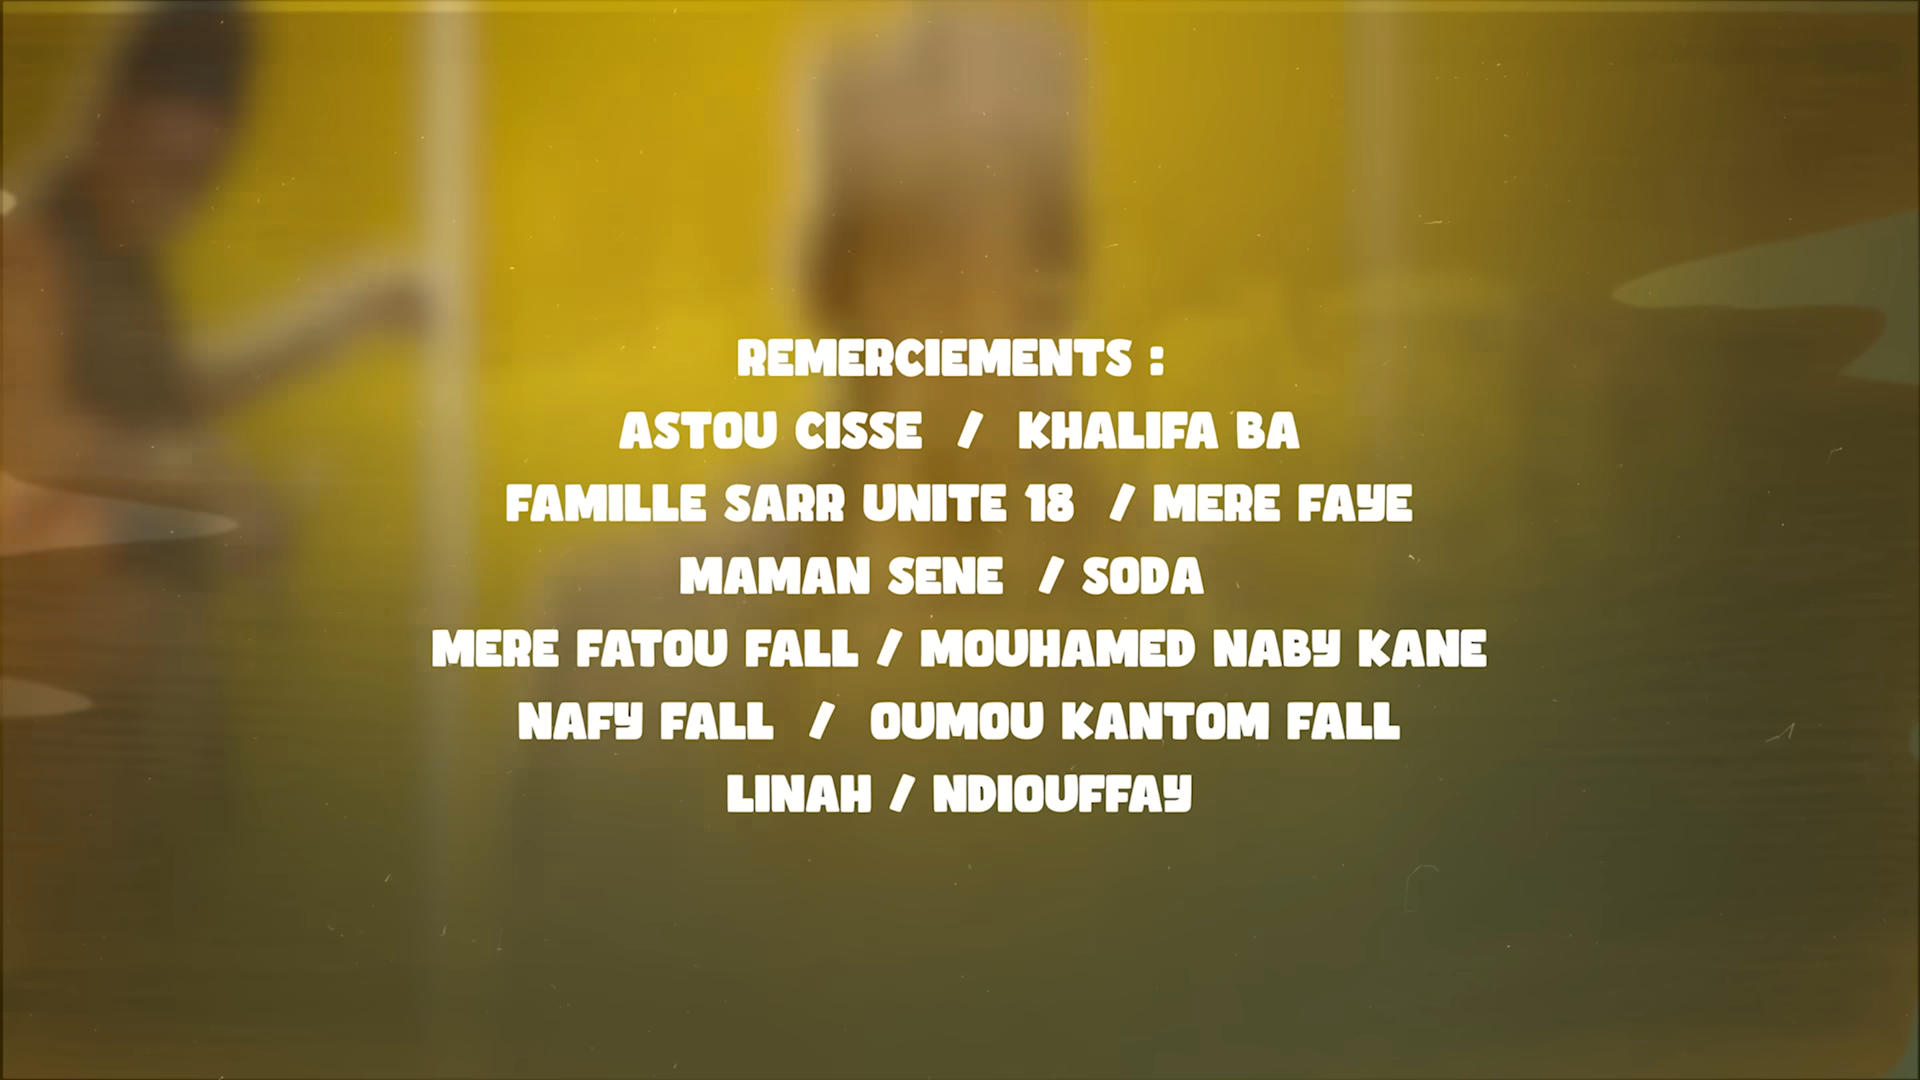 REMERCIEMENTS :
ASTOU CISSE / KHALIFA BA
FAMILLE SARR UNITE 18 / MERE FAYE
MAMAN SENE / SODA
MERE FATOU FALL / MOUHAMED NABY KANE
NAFY FALL / OUMOU KANTOM FALL
LINAH / NDIOUFFAY